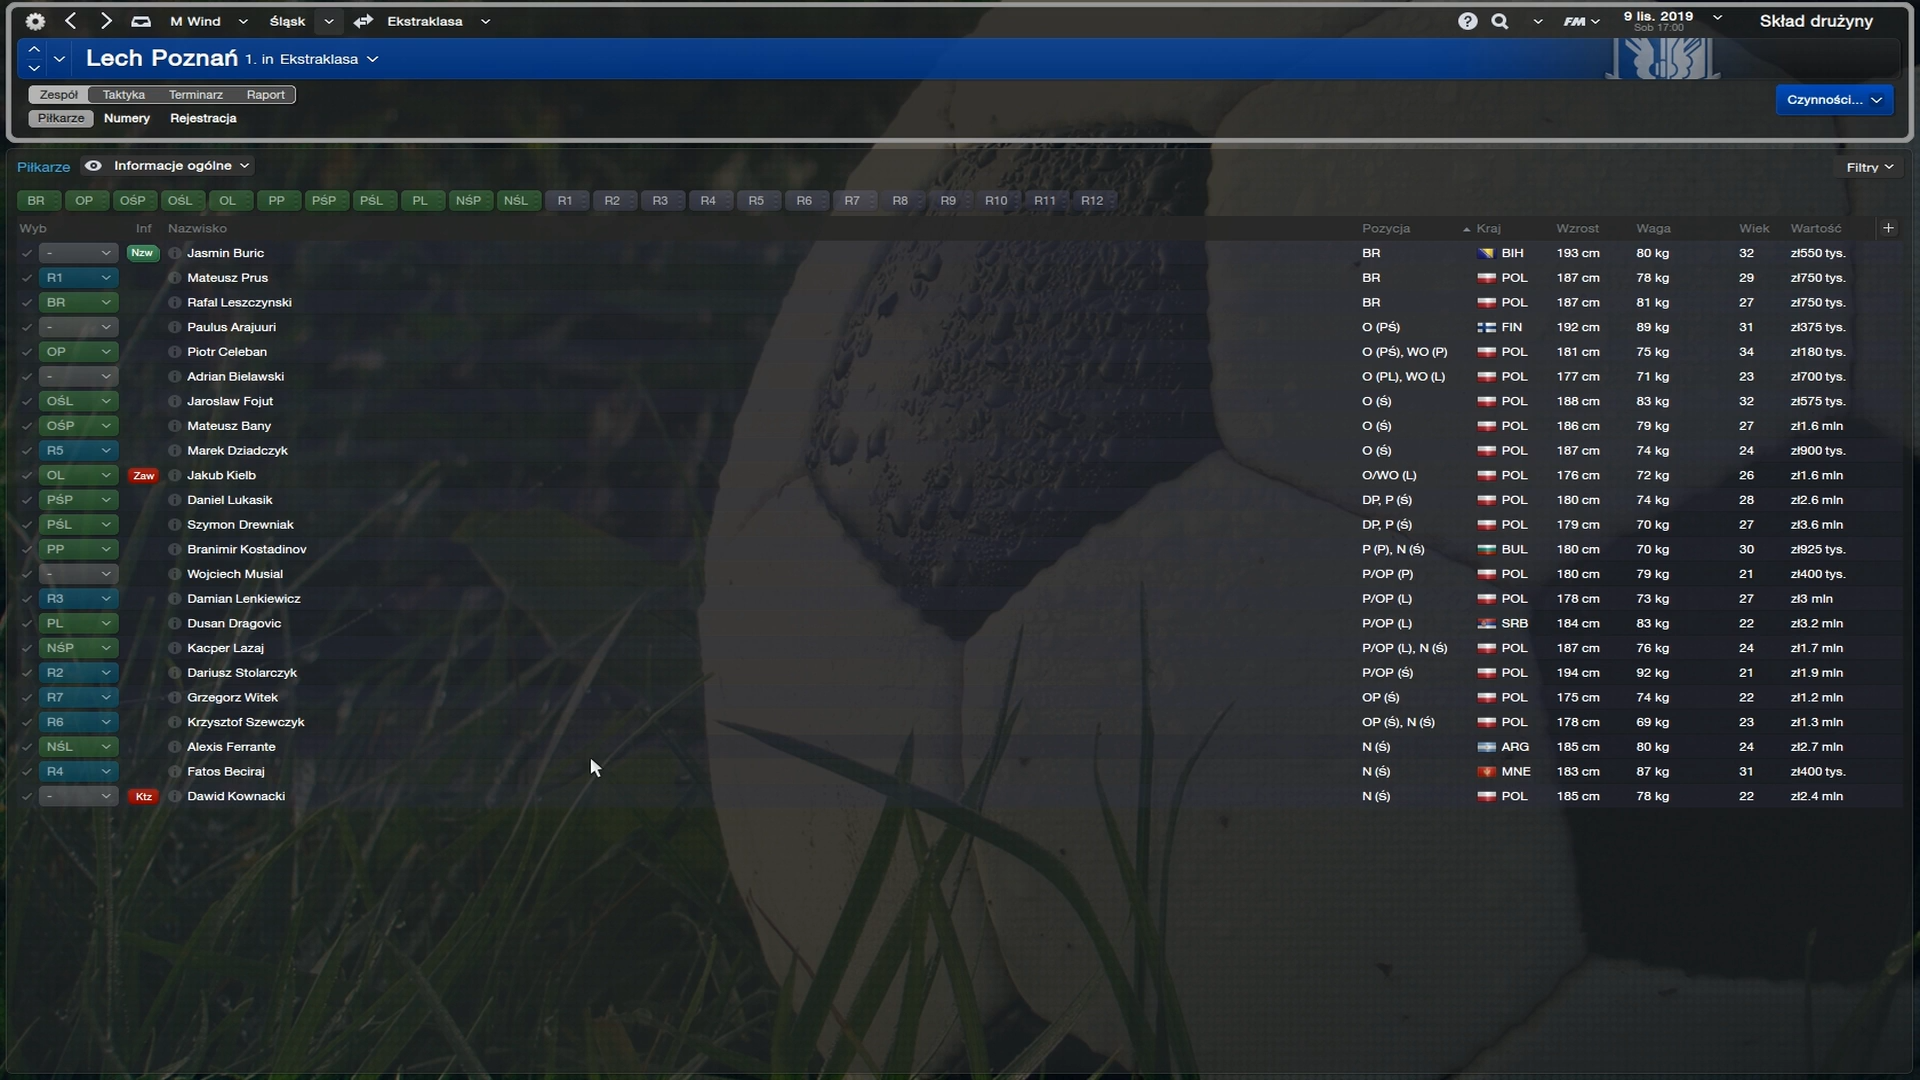 M Wind Śląsk Ekstraklasa ? FM 9 lis. 2019 Sob 17:00 Skład drużyny
Lech Poznań 1. in Ekstraklasa
Zespół Taktyka Terminarz Raport Czynności...
Piłkarze Numery Rejestracja
Piłkarze Informacje ogólne Filtry
BR OP OŚP OŚL OL PP PŚP PŚL PL NŚP NŚL R1 R2 R3 R4 R5 R6 R7 R8 R9 R10 R11 R12
Wyb Inf Nazwisko Pozycja Kraj Wzrost Waga Wiek Wartość +
- Nzw Jasmin Buric BR BIH 193 cm 80 kg 32 zł550 tys.
R1 Mateusz Prus BR POL 187 cm 78 kg 29 zł750 tys.
BR Rafal Leszczynski BR POL 187 cm 81 kg 27 zł750 tys.
- Paulus Arajuuri O (PŚ) FIN 192 cm 89 kg 31 zł375 tys.
OP Piotr Celeban O (PŚ), WO (P) POL 181 cm 75 kg 34 zł180 tys.
- Adrian Bielawski O (PL), WO (L) POL 177 cm 71 kg 23 zł700 tys.
OŚL Jaroslaw Fojut O (Ś) POL 188 cm 83 kg 32 zł575 tys.
OŚP Mateusz Bany O (Ś) POL 186 cm 79 kg 27 zł1.6 mln
R5 Marek Dziadczyk O (Ś) POL 187 cm 74 kg 24 zł900 tys.
OL Zaw Jakub Kielb O/WO (L) POL 176 cm 72 kg 26 zł1.6 mln
PŚP Daniel Lukasik DP, P (Ś) POL 180 cm 74 kg 28 zł2.6 mln
PŚL Szymon Drewniak DP, P (Ś) POL 179 cm 70 kg 27 zł3.6 mln
PP Branimir Kostadinov P (P), N (Ś) BUL 180 cm 70 kg 30 zł925 tys.
- Wojciech Musial P/OP (P) POL 180 cm 79 kg 21 zł400 tys.
R3 Damian Lenkiewicz P/OP (L) POL 178 cm 73 kg 27 zł3 mln
PL Dusan Dragovic P/OP (L) SRB 184 cm 83 kg 22 zł3.2 mln
NŚP Kacper Lazaj P/OP (L), N (Ś) POL 187 cm 76 kg 24 zł1.7 mln
R2 Dariusz Stolarczyk P/OP (Ś) POL 194 cm 92 kg 21 zł1.9 mln
R7 Grzegorz Witek OP (Ś) POL 175 cm 74 kg 22 zł1.2 mln
R6 Krzysztof Szewczyk OP (Ś), N (Ś) POL 178 cm 69 kg 23 zł1.3 mln
NŚL Alexis Ferrante N (Ś) ARG 185 cm 80 kg 24 zł2.7 mln
R4 Fatos Beciraj N (Ś) MNE 183 cm 87 kg 31 zł400 tys.
- Ktz Dawid Kownacki N (Ś) POL 185 cm 78 kg 22 zł2.4 mln